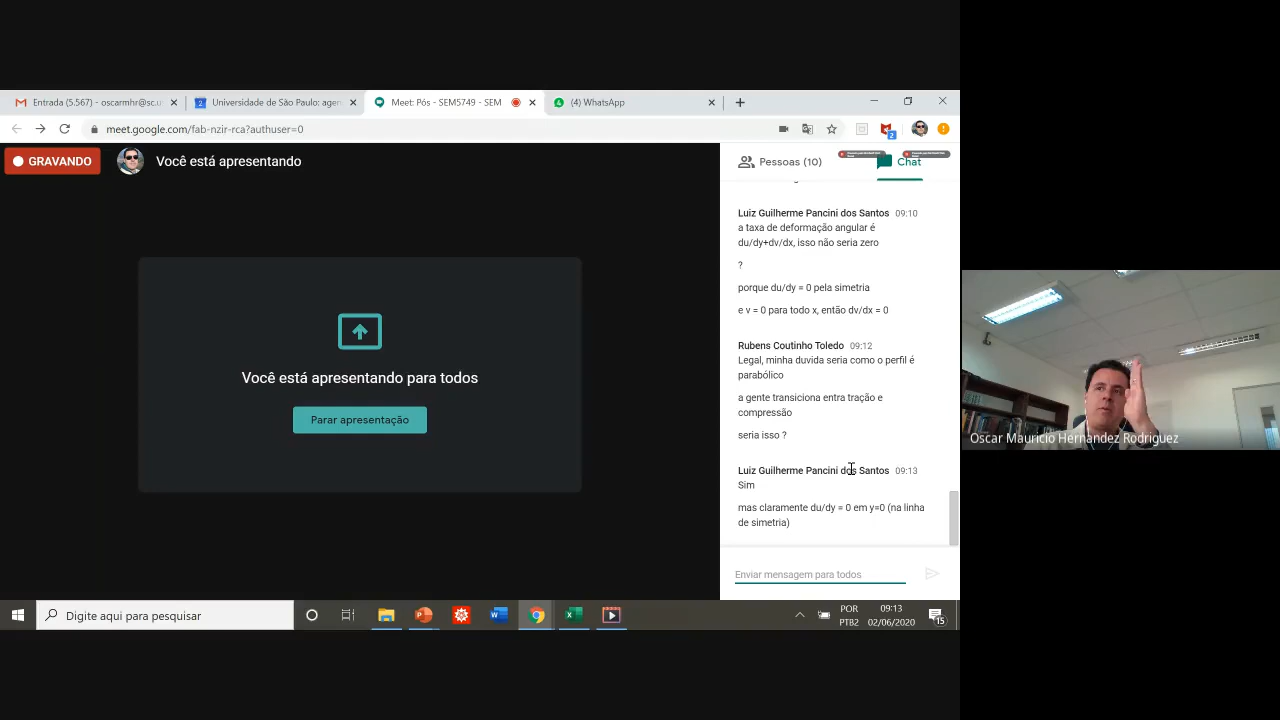 Entrada (5.567) - oscarmhr@sc.u
Universidade de São Paulo: agen
Meet: Pós - SEM5749 - SEM
(4) WhatsApp
meet.google.com/fab-nzir-rca?authuser=0
2
GRAVANDO
Você está apresentando
Pessoas (10)
Chat
Luiz Guilherme Pancini dos Santos 09:10
a taxa de deformação angular é
du/dy+dv/dx, isso não seria zero
?
porque du/dy = 0 pela simetria
e v = 0 para todo x, então dv/dx = 0
Rubens Coutinho Toledo 09:12
Legal, minha duvida seria como o perfil é
parabólico
a gente transiciona entra tração e
compressão
seria isso ?
Luiz Guilherme Pancini dos Santos 09:13
Sim
mas claramente du/dy = 0 em y=0 (na linha
de simetria)
Você está apresentando para todos
Parar apresentação
Enviar mensagem para todos
Oscar Mauricio Hernandez Rodriguez
Digite aqui para pesquisar
POR
PTB2
09:13
02/06/2020
15